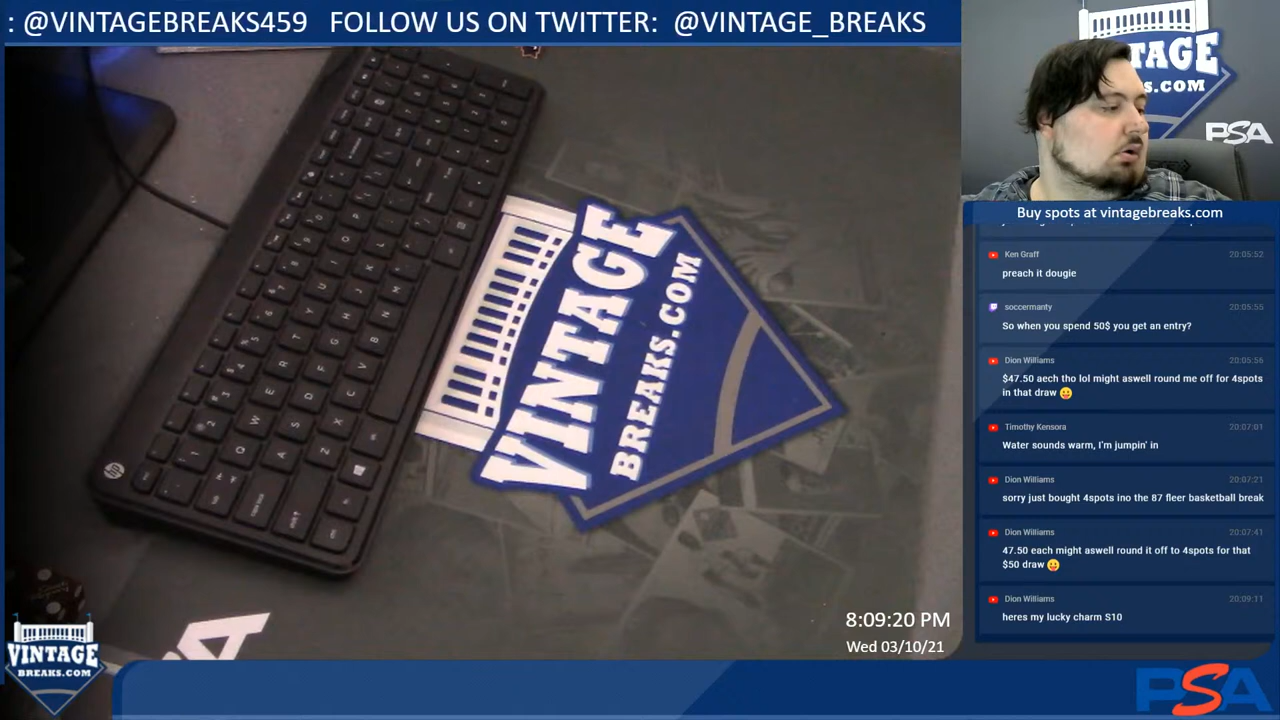 : @VINTAGEBREAKS459 FOLLOW US ON TWITTER: @VINTAGE_BREAKS
VINTAGE
BREAKS.COM
TAGE
S.COM
PSA
Buy spots at vintagebreaks.com
Ken Graff 20:05:52
preach it dougie
soccermanty 20:05:55
So when you spend 50$ you get an entry?
Dion Williams 20:05:56
$47.50 aech tho lol might aswell round me off for 4spots
in that draw 😛
Timothy Kensora 20:07:01
Water sounds warm, I'm jumpin' in
Dion Williams 20:07:21
sorry just bought 4spots ino the 87 fleer basketball break
Dion Williams 20:07:41
47.50 each might aswell round it off to 4spots for that
$50 draw 😛
Dion Williams 20:09:11
heres my lucky charm S10
hp
8:09:20 PM
Wed 03/10/21
VINTAGE
BREAKS.COM
PSA